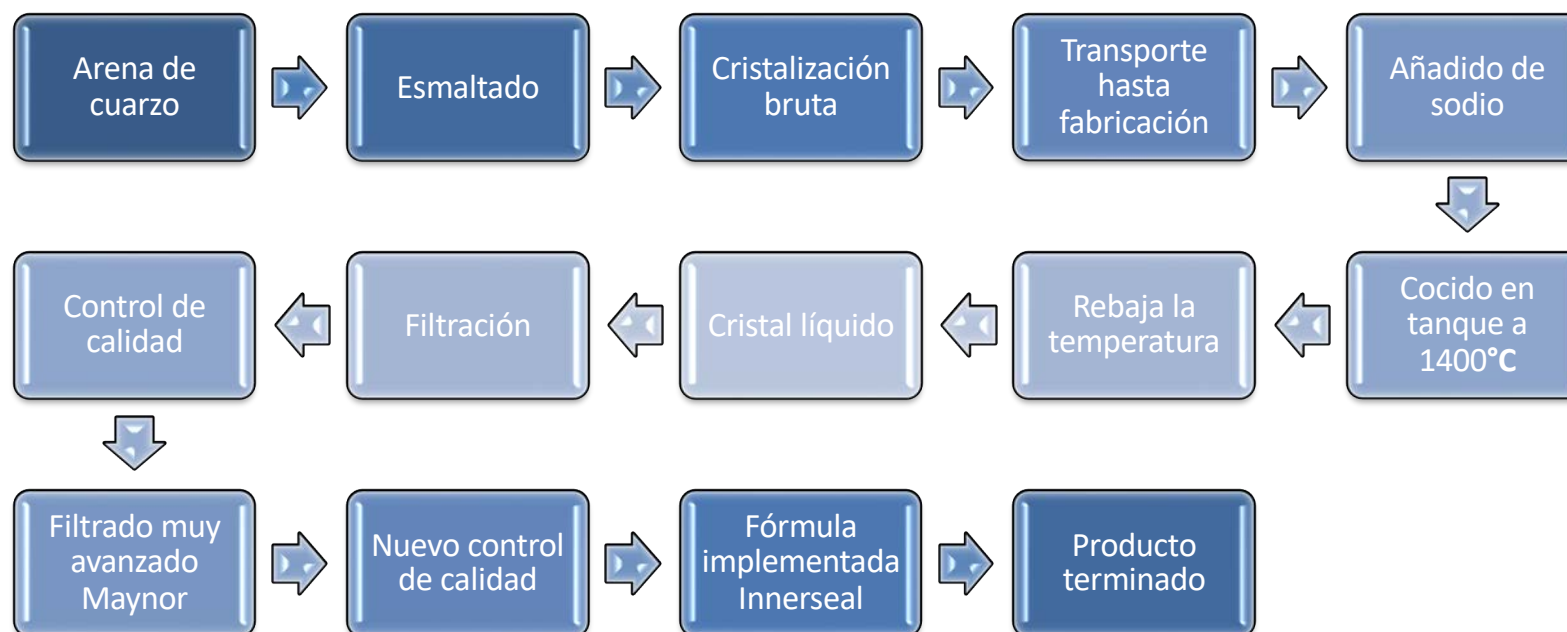 Arena de
cuarzo
Esmaltado
Cristalización
bruta
Transporte
hasta
fabricación
Añadido de
sodio
Cocido en
tanque a
1400°C
Rebaja la
temperatura
Cristal líquido
Filtración
Control de
calidad
Filtrado muy
avanzado
Maynor
Nuevo control
de calidad
Fórmula
implementada
Innerseal
Producto
terminado